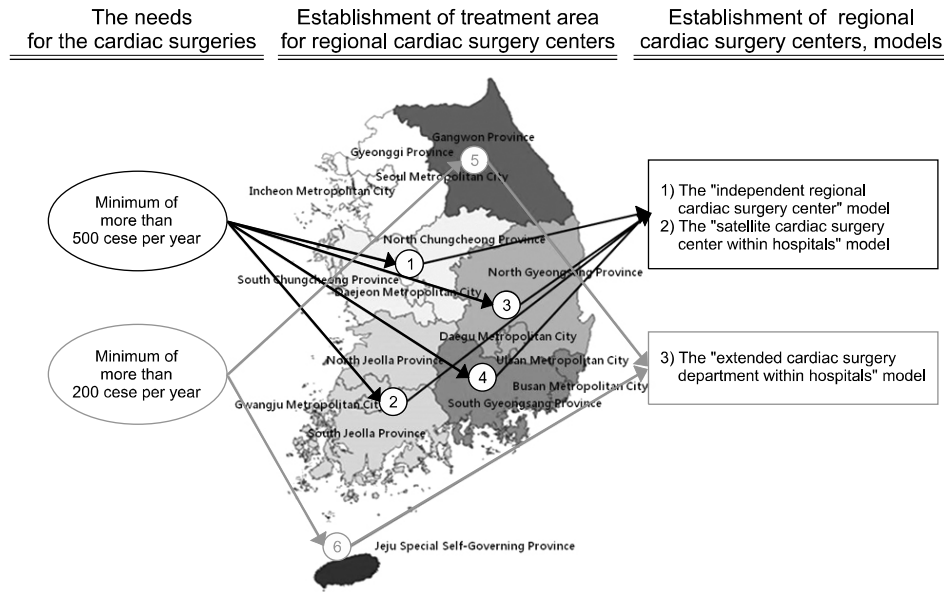 The needs
for the cardiac surgeries
Establishment of treatment area
for regional cardiac surgery centers
Establishment of regional
cardiac surgery centers, models
Minimum of
more than
500 cese per year
Minimum of
more than
200 cese per year
Gangwon Province
Gyeonggi Province
5
Seoul Metropolitan City
Incheon Metropolitan City
North Chungcheong Province
1
South Chungcheong Province
North Gyeongsang Province
Daejeon Metropolitan City
3
Daegu Metropolitan City
North Jeolla Province
Ulsan Metropolitan City
4
Busan Metropolitan City
Gwangju Metropolitan City
2
South Gyeongsang Province
South Jeolla Province
6
Jeju Special Self-Governing Province
1) The "independent regional
cardiac surgery center" model
2) The "satellite cardiac surgery
center within hospitals" model
3) The "extended cardiac surgery
department within hospitals" model